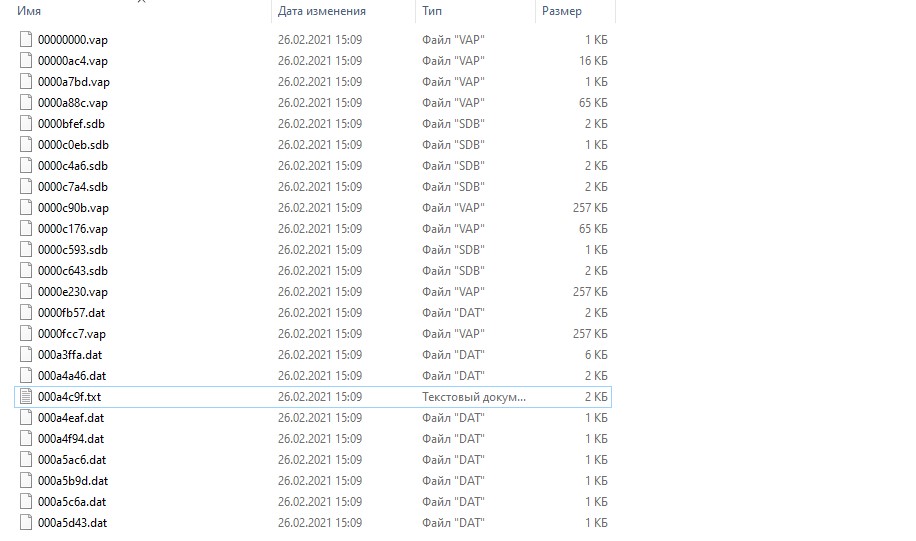 Имя Дата изменения Тип Размер
00000000.vap 26.02.2021 15:09 Файл "VAP" 1 КБ
00000ac4.vap 26.02.2021 15:09 Файл "VAP" 16 КБ
0000a7bd.vap 26.02.2021 15:09 Файл "VAP" 1 КБ
0000a88c.vap 26.02.2021 15:09 Файл "VAP" 65 КБ
0000bfef.sdb 26.02.2021 15:09 Файл "SDB" 2 КБ
0000c0eb.sdb 26.02.2021 15:09 Файл "SDB" 1 КБ
0000c4a6.sdb 26.02.2021 15:09 Файл "SDB" 2 КБ
0000c7a4.sdb 26.02.2021 15:09 Файл "SDB" 2 КБ
0000c90b.vap 26.02.2021 15:09 Файл "VAP" 257 КБ
0000c176.vap 26.02.2021 15:09 Файл "VAP" 65 КБ
0000c593.sdb 26.02.2021 15:09 Файл "SDB" 1 КБ
0000c643.sdb 26.02.2021 15:09 Файл "SDB" 2 КБ
0000e230.vap 26.02.2021 15:09 Файл "VAP" 257 КБ
0000fb57.dat 26.02.2021 15:09 Файл "DAT" 2 КБ
0000fcc7.vap 26.02.2021 15:09 Файл "VAP" 257 КБ
000a3ffa.dat 26.02.2021 15:09 Файл "DAT" 6 КБ
000a4a46.dat 26.02.2021 15:09 Файл "DAT" 2 КБ
000a4c9f.txt 26.02.2021 15:09 Текстовый докум... 2 КБ
000a4eaf.dat 26.02.2021 15:09 Файл "DAT" 1 КБ
000a4f94.dat 26.02.2021 15:09 Файл "DAT" 1 КБ
000a5ac6.dat 26.02.2021 15:09 Файл "DAT" 1 КБ
000a5b9d.dat 26.02.2021 15:09 Файл "DAT" 1 КБ
000a5c6a.dat 26.02.2021 15:09 Файл "DAT" 1 КБ
000a5d43.dat 26.02.2021 15:09 Файл "DAT" 1 КБ